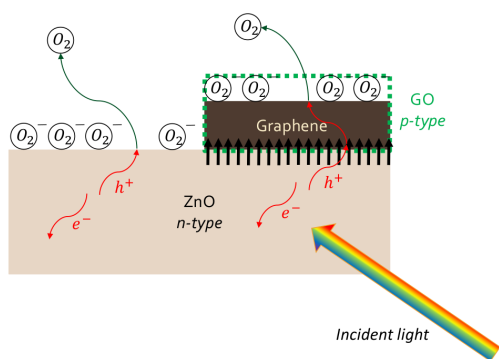 O₂
O₂
O₂⁻ O₂⁻ O₂⁻ O₂⁻
O₂⁻ O₂⁻ O₂⁻ O₂⁻
GO
p-type
Graphene
h⁺
e⁻
ZnO
n-type
h⁺
e⁻
Incident light